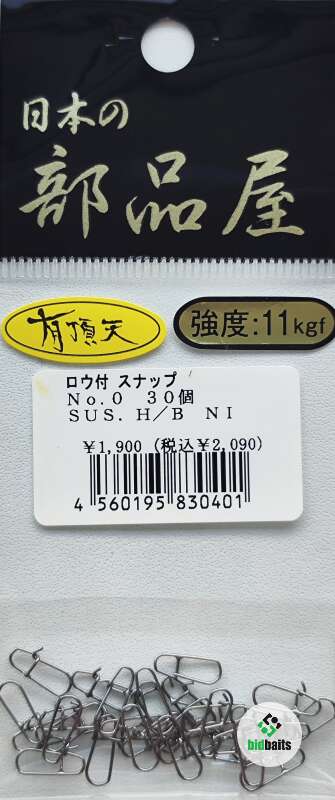 日本の
部品屋
有頂天
強度:11kgf
ロウ付 スナップ
No.0 30個
SUS. H/B NI
¥1,900 (税込¥2,090)
4 560195 830401
bidbaits